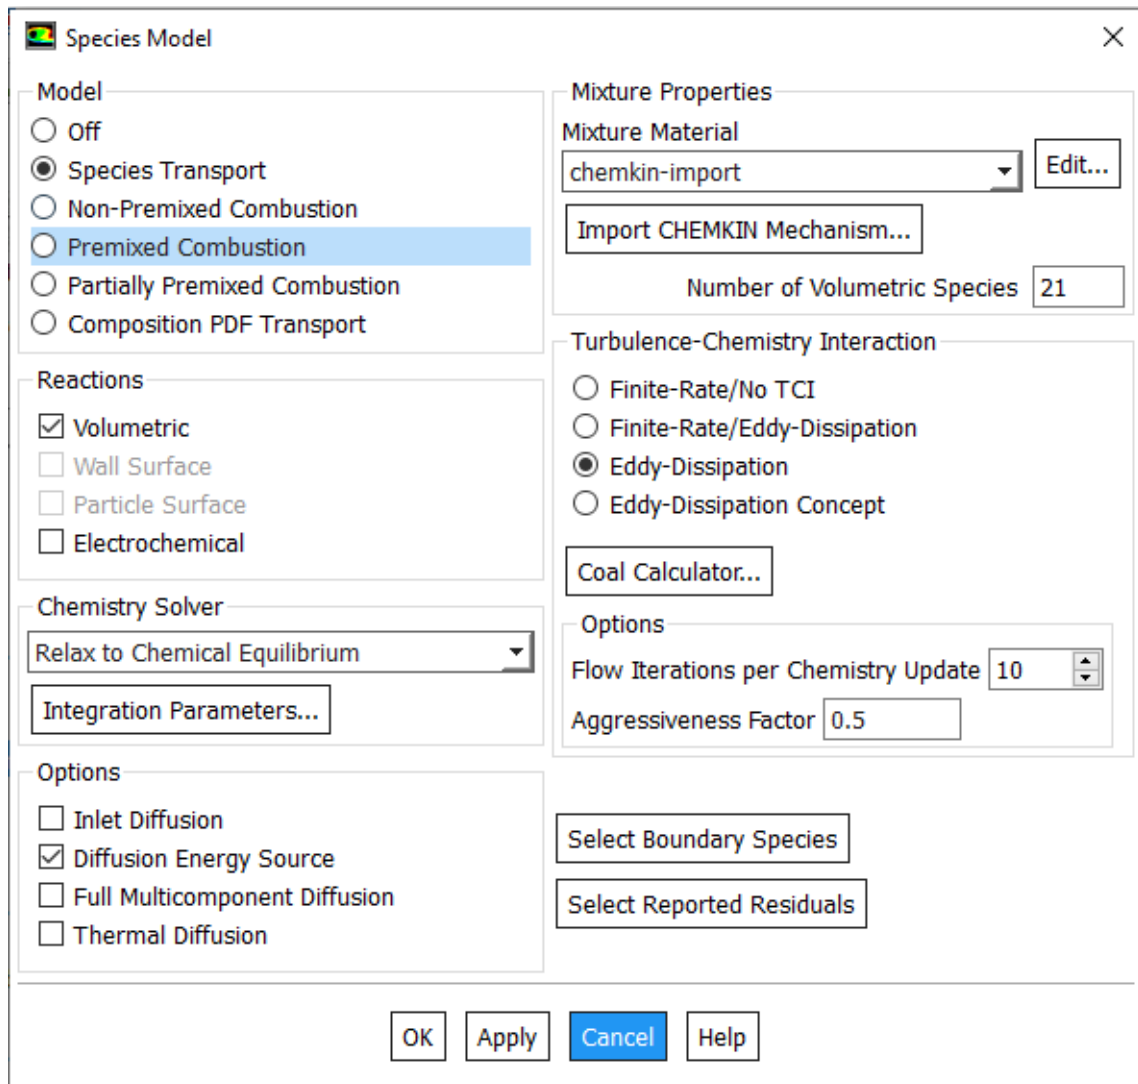 Species Model
Model
Off
Species Transport
Non-Premixed Combustion
Premixed Combustion
Partially Premixed Combustion
Composition PDF Transport
Reactions
Volumetric
Wall Surface
Particle Surface
Electrochemical
Chemistry Solver
Relax to Chemical Equilibrium
Integration Parameters...
Options
Inlet Diffusion
Diffusion Energy Source
Full Multicomponent Diffusion
Thermal Diffusion
Mixture Properties
Mixture Material
chemkin-import
Edit...
Import CHEMKIN Mechanism...
Number of Volumetric Species 21
Turbulence-Chemistry Interaction
Finite-Rate/No TCI
Finite-Rate/Eddy-Dissipation
Eddy-Dissipation
Eddy-Dissipation Concept
Coal Calculator...
Options
Flow Iterations per Chemistry Update 10
Aggressiveness Factor 0.5
Select Boundary Species
Select Reported Residuals
OK Apply Cancel Help